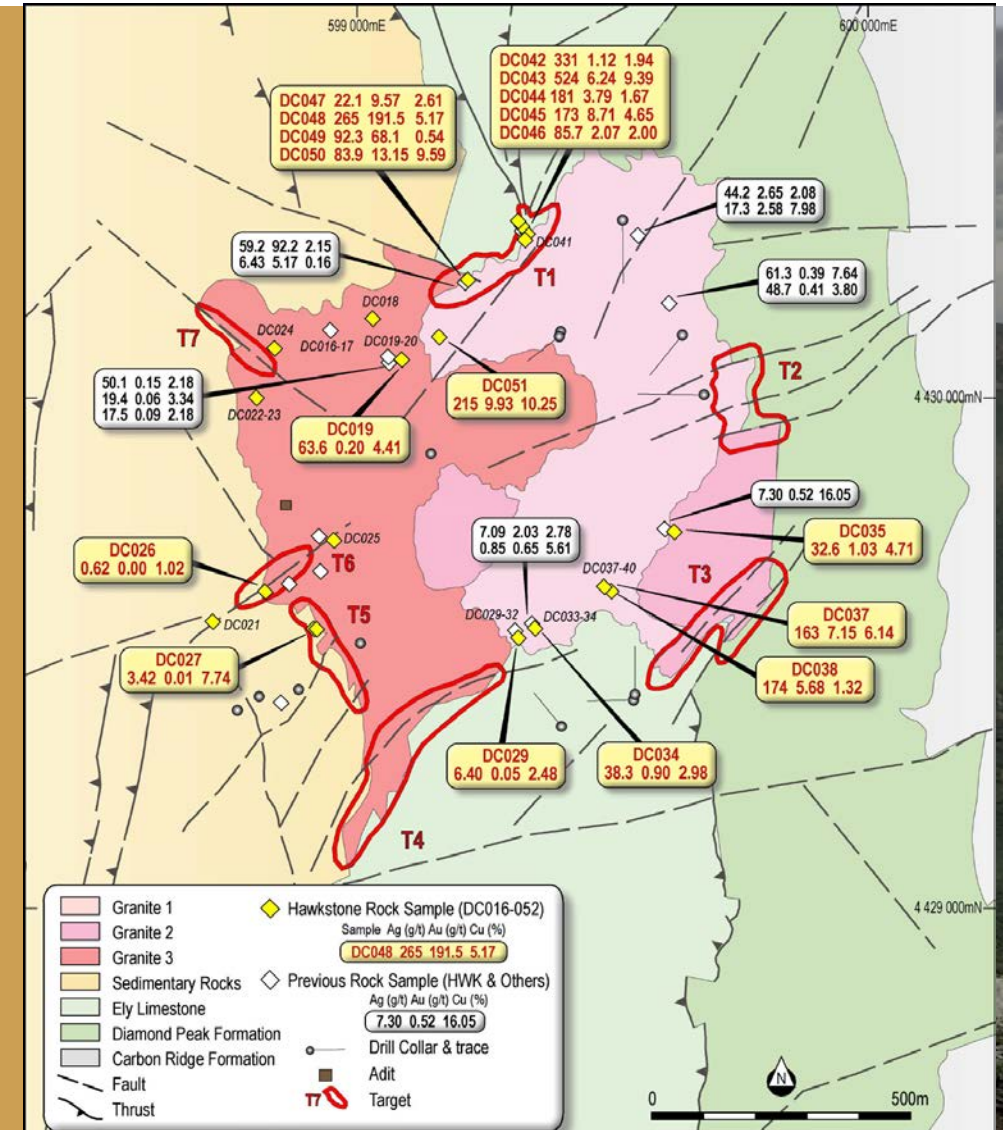 599 000mE
600 000mE
DC042 331 1.12 1.94
DC043 524 6.24 9.39
DC044 181 3.79 1.67
DC045 173 8.71 4.65
DC046 85.7 2.07 2.00
DC047 22.1 9.57 2.61
DC048 265 191.5 5.17
DC049 92.3 68.1 0.54
DC050 83.9 13.15 9.59
44.2 2.65 2.08
17.3 2.58 7.98
59.2 92.2 2.15
6.43 5.17 0.16
DC041
T1
61.3 0.39 7.64
48.7 0.41 3.80
DC018
T7
DC024
DC016-17
DC019-20
T2
50.1 0.15 2.18
19.4 0.06 3.34
17.5 0.09 2.18
DC022-23
DC051
215 9.93 10.25
4 430 000mN
DC019
63.6 0.20 4.41
7.30 0.52 16.05
7.09 2.03 2.78
0.85 0.65 5.61
DC025
DC035
32.6 1.03 4.71
DC026
0.62 0.00 1.02
T6
DC037-40
T3
DC021
T5
DC029-32
DC033-34
DC037
163 7.15 6.14
DC027
3.42 0.01 7.74
DC038
174 5.68 1.32
DC029
6.40 0.05 2.48
DC034
38.3 0.90 2.98
T4
4 429 000mN
Granite 1
Granite 2
Granite 3
Sedimentary Rocks
Ely Limestone
Diamond Peak Formation
Carbon Ridge Formation
Fault
Thrust
Hawkstone Rock Sample (DC016-052)
Sample Ag (g/t) Au (g/t) Cu (%)
DC048 265 191.5 5.17
Previous Rock Sample (HWK & Others)
Ag (g/t) Au (g/t) Cu (%)
7.30 0.52 16.05
Drill Collar & trace
Adit
T7 Target
N
0 500m